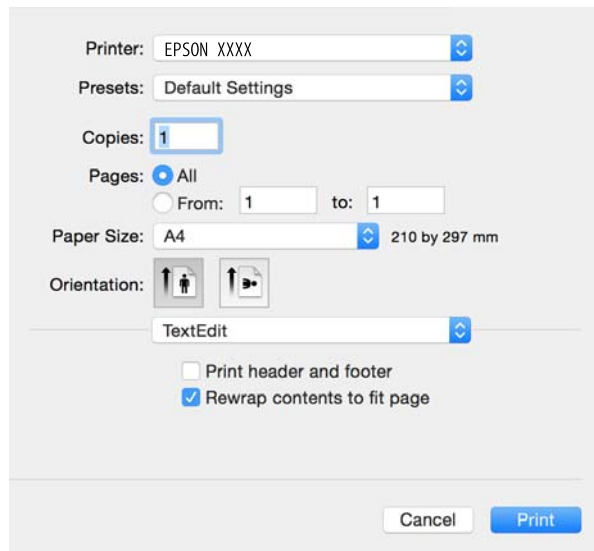 Printer: EPSON XXXX
Presets: Default Settings
Copies: 1
Pages: All
From: 1 to: 1
Paper Size: A4 210 by 297 mm
Orientation:
TextEdit
Print header and footer
Rewrap contents to fit page
Cancel Print